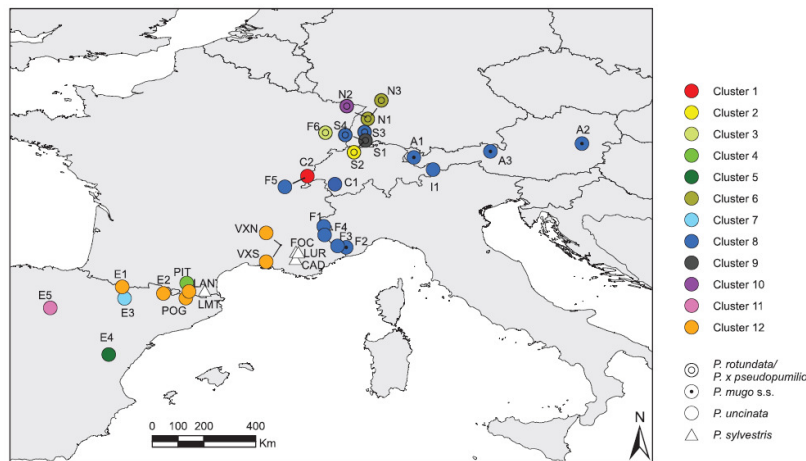 N3
N2
N1
F6
S4
S3
S1
S2
A1
A2
A3
C2
F5
C1
I1
F1
F4
F3
F2
VXN
VXS
FOC
LUR
CAD
E1
E2
PIT
LAN
E3
POG
LMT
E5
E4
0 100 200 300 400
Km
N
Cluster 1
Cluster 2
Cluster 3
Cluster 4
Cluster 5
Cluster 6
Cluster 7
Cluster 8
Cluster 9
Cluster 10
Cluster 11
Cluster 12
P. rotundata/
P. x pseudopumilio
P. mugo s.s.
P. uncinata
P. sylvestris